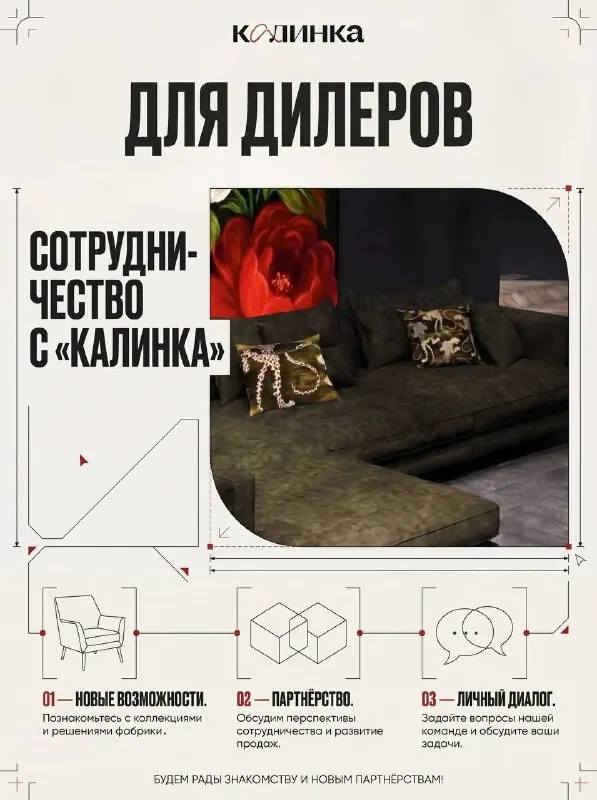 калинка
ДЛЯ ДИЛЕРОВ
СОТРУДНИ-
ЧЕСТВО
С «КАЛИНКА»
01 — НОВЫЕ ВОЗМОЖНОСТИ.
Познакомьтесь с коллекциями
и решениями фабрики.
02 — ПАРТНЁРСТВО.
Обсудим перспективы
сотрудничества и развитие
продаж.
03 — ЛИЧНЫЙ ДИАЛОГ.
Задайте вопросы нашей
команде и обсудите ваши
задачи.
БУДЕМ РАДЫ ЗНАКОМСТВУ И НОВЫМ ПАРТНЁРСТВАМ!